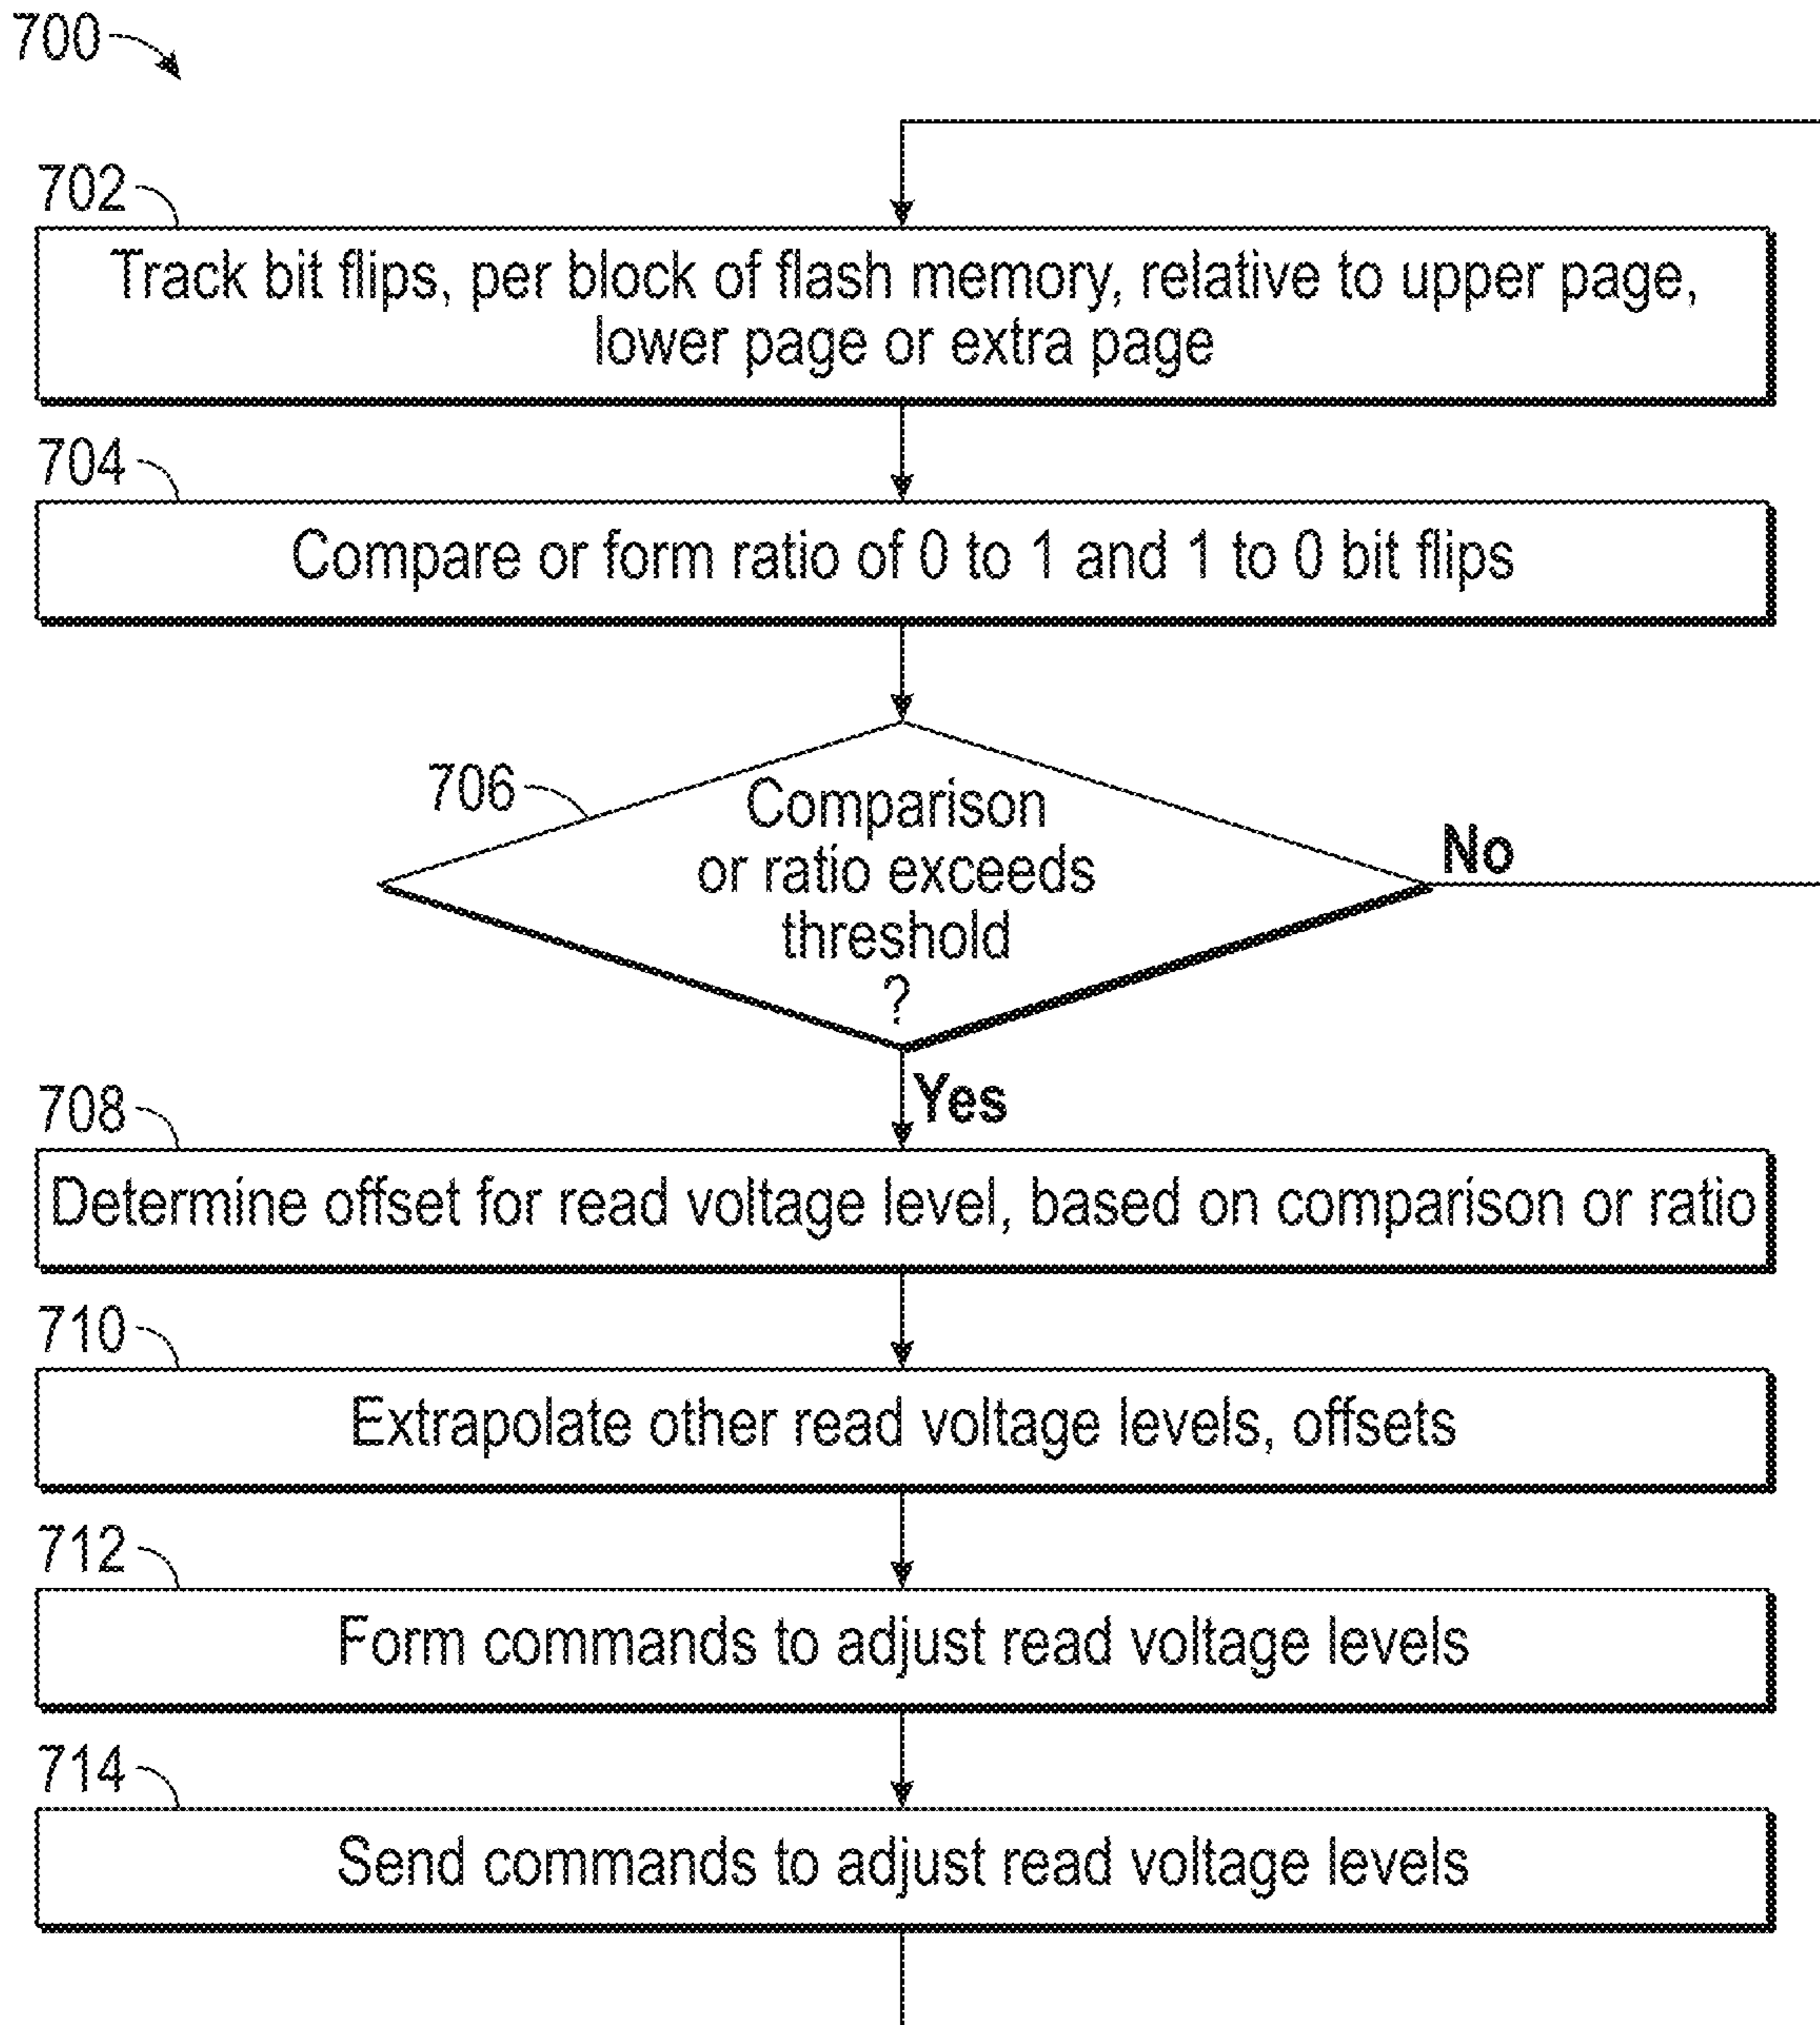 700
702
Track bit flips, per block of flash memory, relative to upper page,
lower page or extra page
704
Compare or form ratio of 0 to 1 and 1 to 0 bit flips
706
Comparison
or ratio exceeds
threshold
?
No
Yes
708
Determine offset for read voltage level, based on comparison or ratio
710
Extrapolate other read voltage levels, offsets
712
Form commands to adjust read voltage levels
714
Send commands to adjust read voltage levels